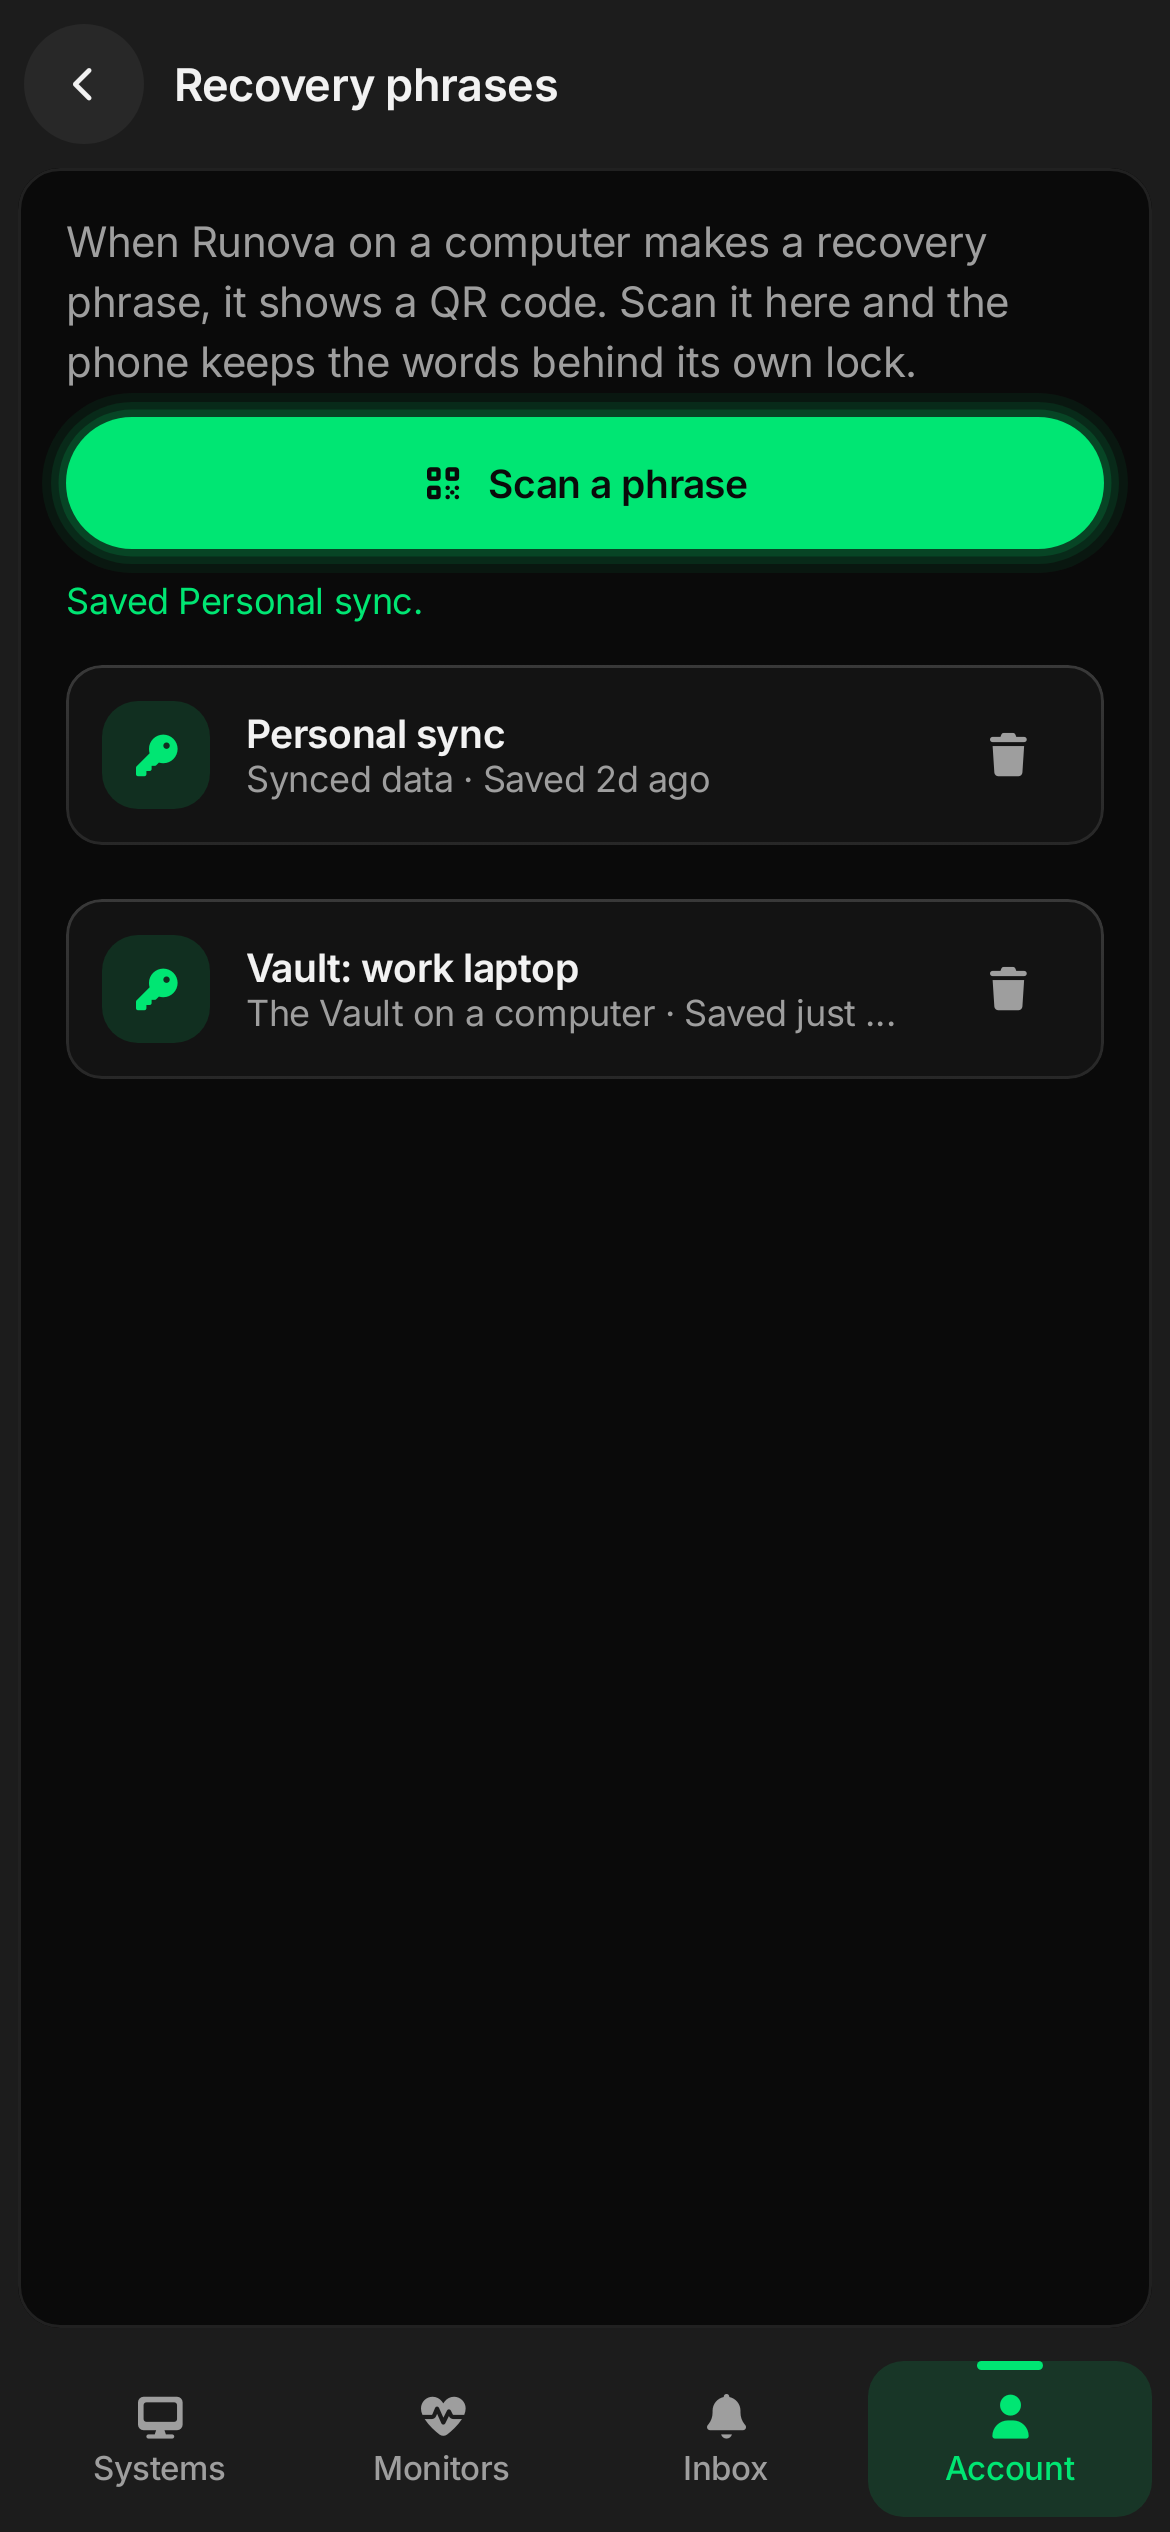 Recovery phrases
When Runova on a computer makes a recovery
phrase, it shows a QR code. Scan it here and the
phone keeps the words behind its own lock.
Scan a phrase
Saved Personal sync.
Personal sync
Synced data · Saved 2d ago
Vault: work laptop
The Vault on a computer · Saved just ...
Systems
Monitors
Inbox
Account